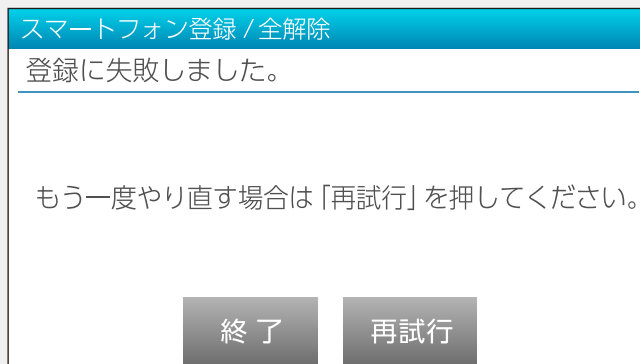 スマートフォン登録 / 全解除
登録に失敗しました。
もう一度やり直す場合は「再試行」を押してください。
終 了
再試行